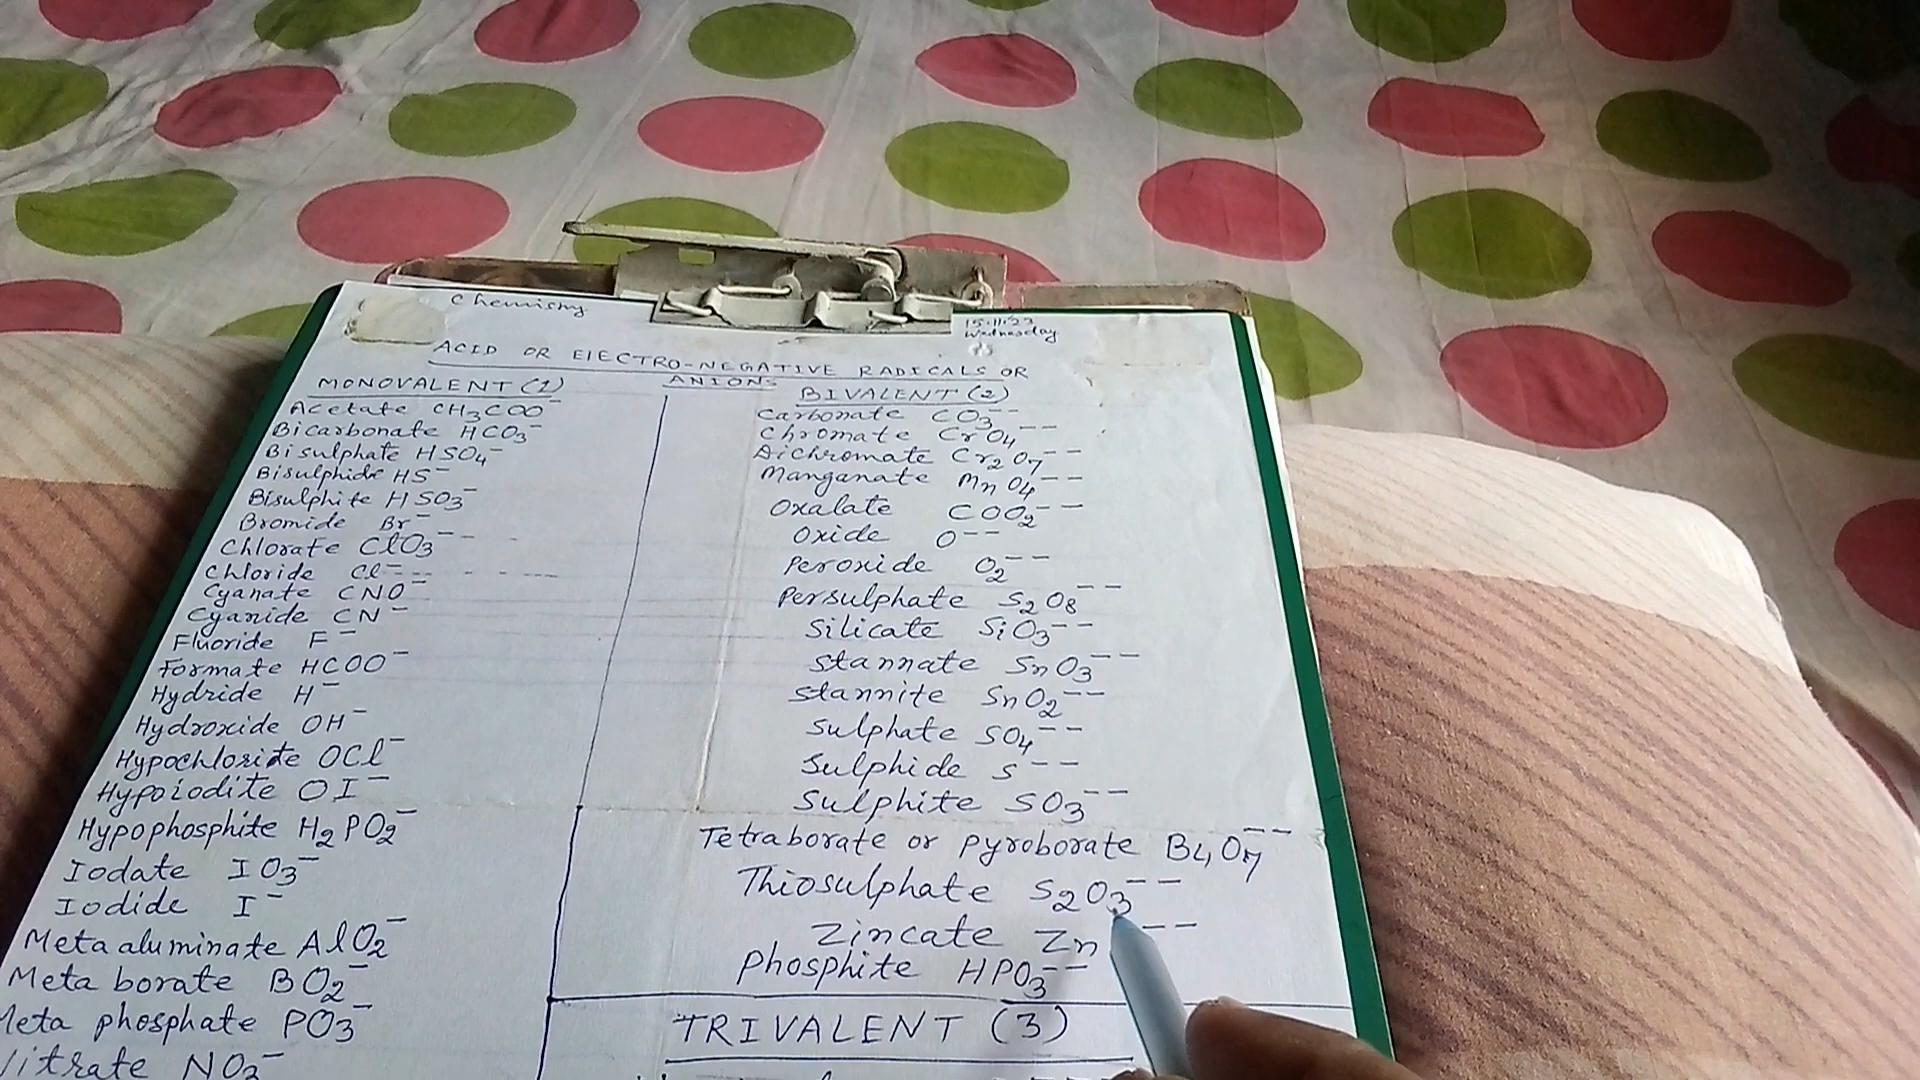 Chemistry
15.11.23
Wednesday
ACID OR ElECTRO-NEGATIVE RADICALS OR
ANIONS
MONOVALENT (1)
Acetate CH3COO-
Bicarbonate HCO3-
Bisulphate HSO4-
Bisulphide HS-
Bisulphite HSO3-
Bromide Br-
Chlorate ClO3-
Chloride Cl-
Cyanate CNO-
Cyanide CN-
Fluoride F-
Formate HCOO-
Hydride H-
Hydroxide OH-
OCl-
Hypoiodite OI-
Hypophosphite H2PO2-
Iodate IO3-
Iodide I-
Meta aluminate AlO2-
Meta borate BO2-
Meta phosphate PO3-
Nitrate NO3-
BIVALENT (2)
Carbonate CO3--
Chromate CrO4--
Dichromate Cr2O7--
Manganate MnO4--
Oxalate COO2--
Oxide O--
Peroxide O2--
Persulphate S2O8--
Silicate SiO3--
Stannate SnO3--
Stannite SnO2--
Sulphate SO4--
Sulphide S--
Sulphite SO3--
Tetraborate or pyroborate B4O7--
Thiosulphate S2O3--
Zincate Zn --
Phosphite HPO3--
TRIVALENT (3)